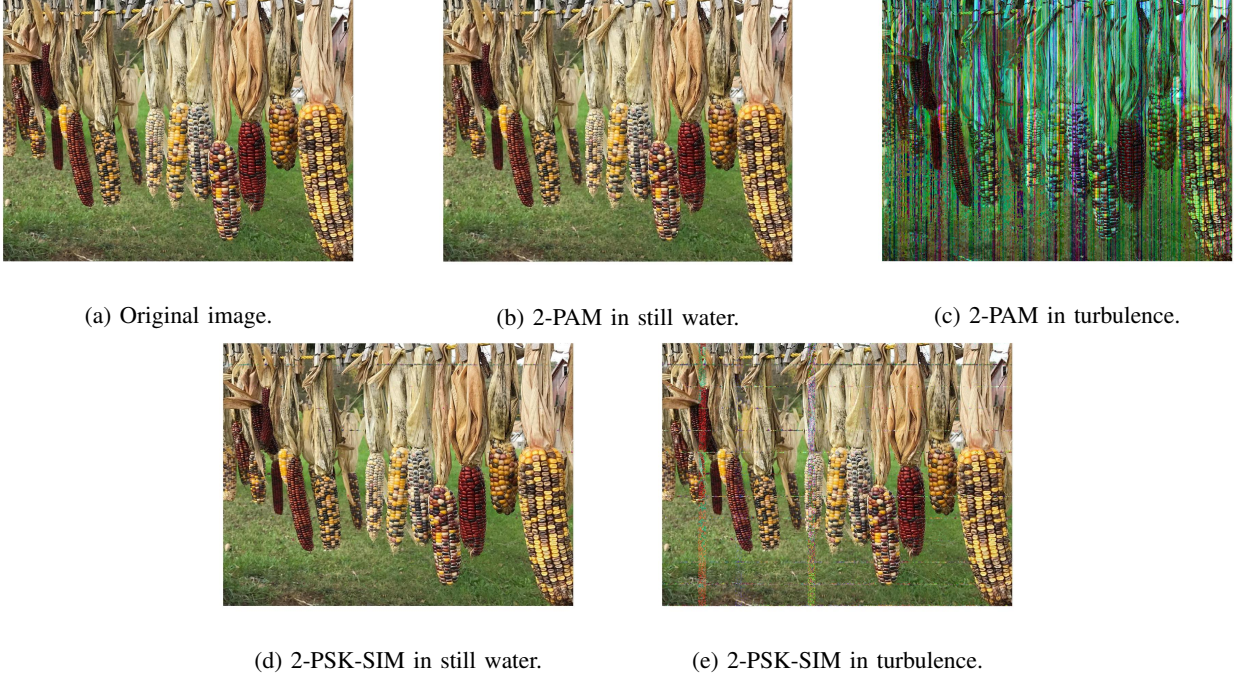 (a) Original image.
(b) 2-PAM in still water.
(c) 2-PAM in turbulence.
(d) 2-PSK-SIM in still water.
(e) 2-PSK-SIM in turbulence.